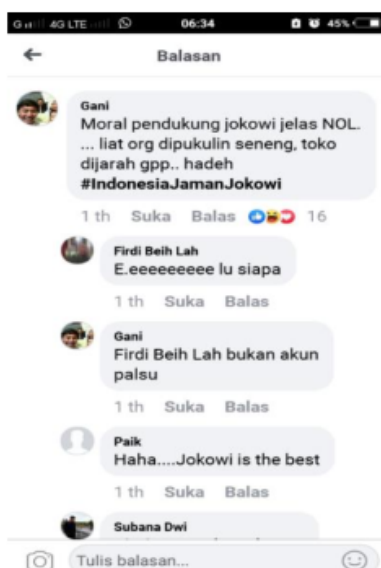 4G LTE 06:34 45%
Balasan
Gani
Moral pendukung jokowi jelas NOL.
... liat org dipukulin seneng, toko
dijarah gpp.. hadeh
#IndonesiaJamanJokowi
1 th Suka Balas 16
Firdi Beih Lah
E.eeeeeeeee lu siapa
1 th Suka Balas
Gani
Firdi Beih Lah bukan akun
palsu
1 th Suka Balas
Paik
Haha....Jokowi is the best
1 th Suka Balas
Subana Dwi
Tulis balasan...